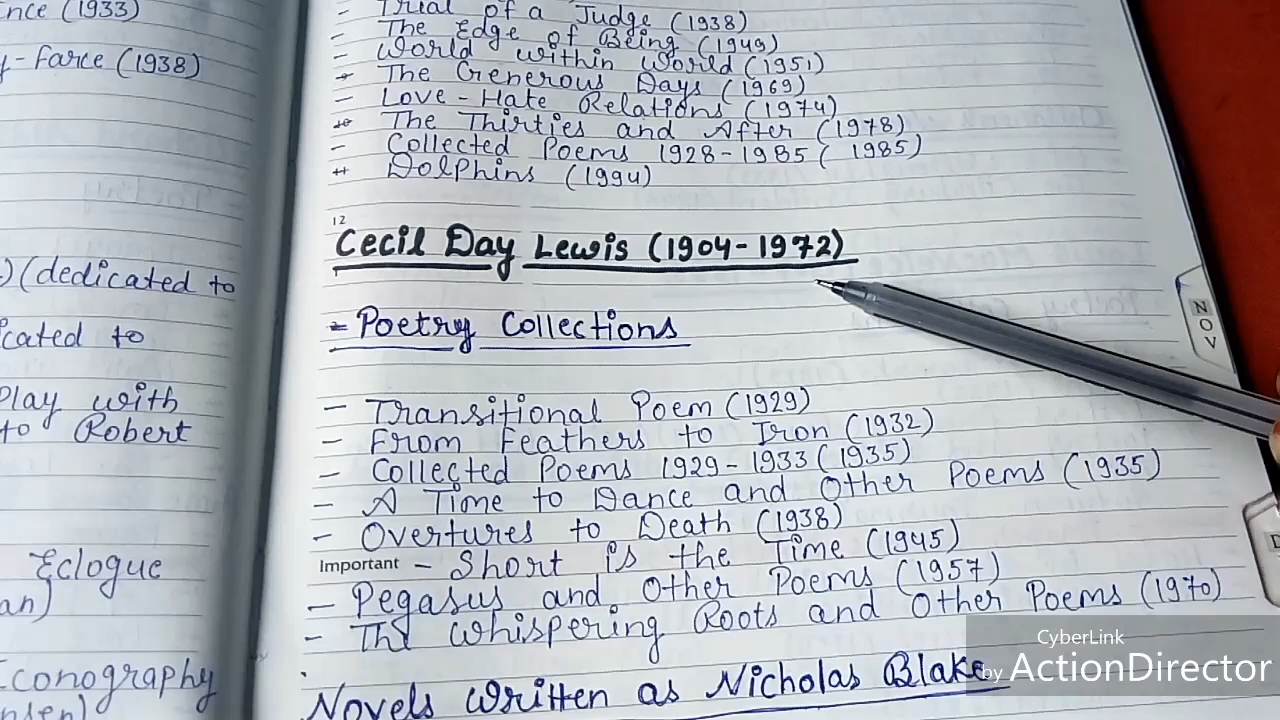 nce (1933)
y-Farce (1938)
) (dedicated to
icated to
Play with
to Robert
Eclogue
an)
Iconography
nsen)
- Trial of a Judge (1938)
- The Edge of Being (1949)
- World within World (1951)
- The Generous Days (1969)
- Love-Hate Relations (1974)
- The Thirties and After (1978)
- Collected Poems 1928-1985 (1985)
- Dolphins (1994)
12
Cecil Day Lewis (1904-1972)
- Poetry Collections
- Transitional Poem (1929)
- From Feathers to Iron (1932)
- Collected Poems 1929-1933 (1935)
- A Time to Dance and Other Poems (1935)
- Overtures to Death (1938)
Important - Short is the Time (1945)
- Pegasus and Other Poems (1957)
- The Whispering Roots and Other Poems (1970)
Novels Written as Nicholas Blake
NOV
D
CyberLink
by ActionDirector